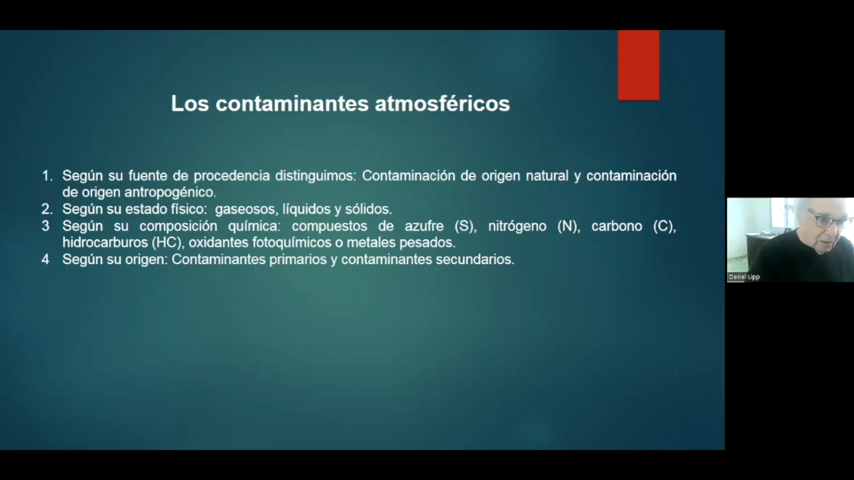 Los contaminantes atmosféricos
1. Según su fuente de procedencia distinguimos: Contaminación de origen natural y contaminación
de origen antropogénico.
2. Según su estado físico: gaseosos, líquidos y sólidos.
3 Según su composición química: compuestos de azufre (S), nitrógeno (N), carbono (C),
hidrocarburos (HC), oxidantes fotoquímicos o metales pesados.
4 Según su origen: Contaminantes primarios y contaminantes secundarios.
Daniel Lipp